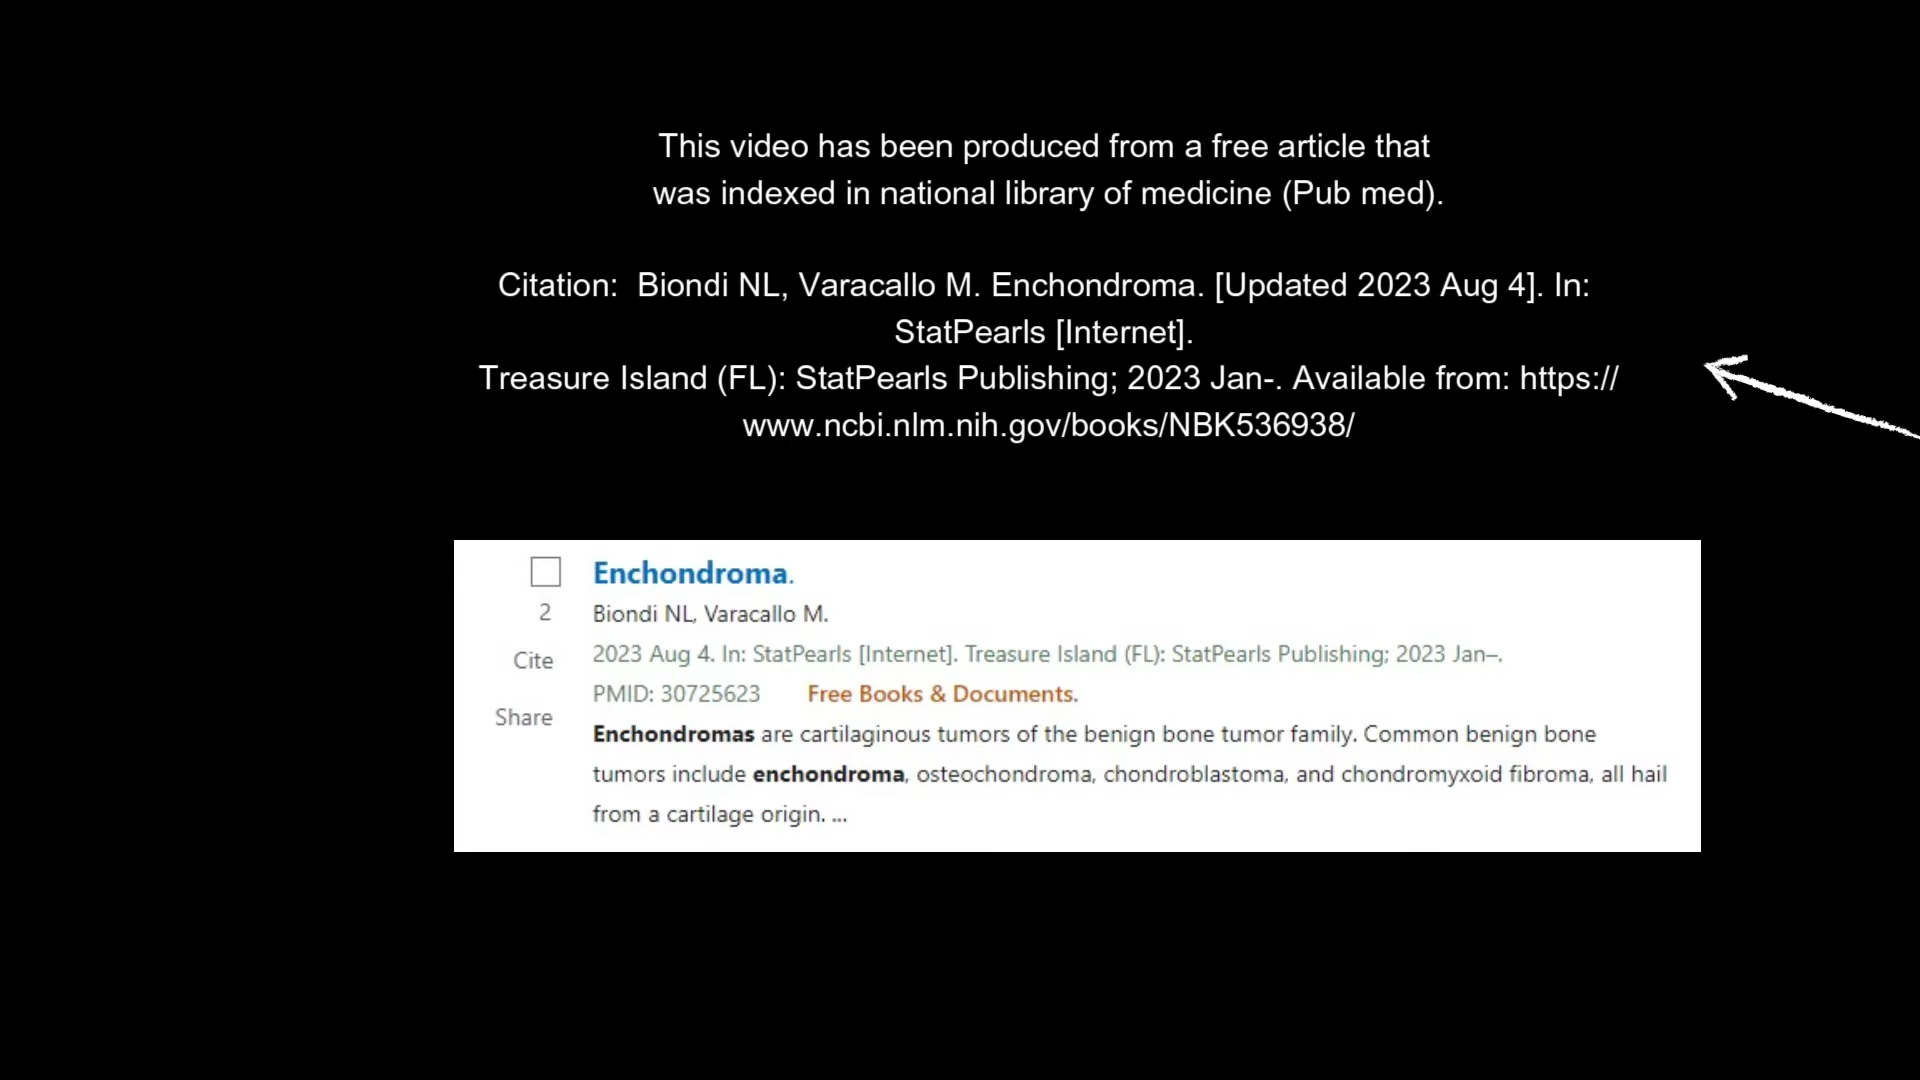 This video has been produced from a free article that
was indexed in national library of medicine (Pub med).
Citation:  Biondi NL, Varacallo M. Enchondroma. [Updated 2023 Aug 4]. In:
StatPearls [Internet].
Treasure Island (FL): StatPearls Publishing; 2023 Jan-. Available from: https://
www.ncbi.nlm.nih.gov/books/NBK536938/
Enchondroma.
2
Biondi NL, Varacallo M.
Cite
2023 Aug 4. In: StatPearls [Internet]. Treasure Island (FL): StatPearls Publishing; 2023 Jan–.
PMID: 30725623 Free Books & Documents.
Share
Enchondromas are cartilaginous tumors of the benign bone tumor family. Common benign bone
tumors include enchondroma, osteochondroma, chondroblastoma, and chondromyxoid fibroma, all hail
from a cartilage origin. ...